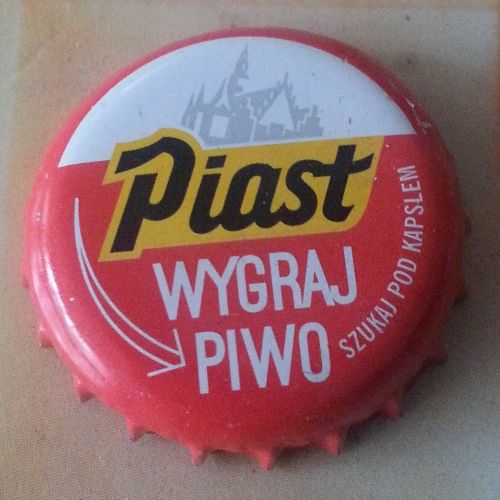 Piast
WYGRAJ
PIWO
SZUKAJ POD KAPSLEM